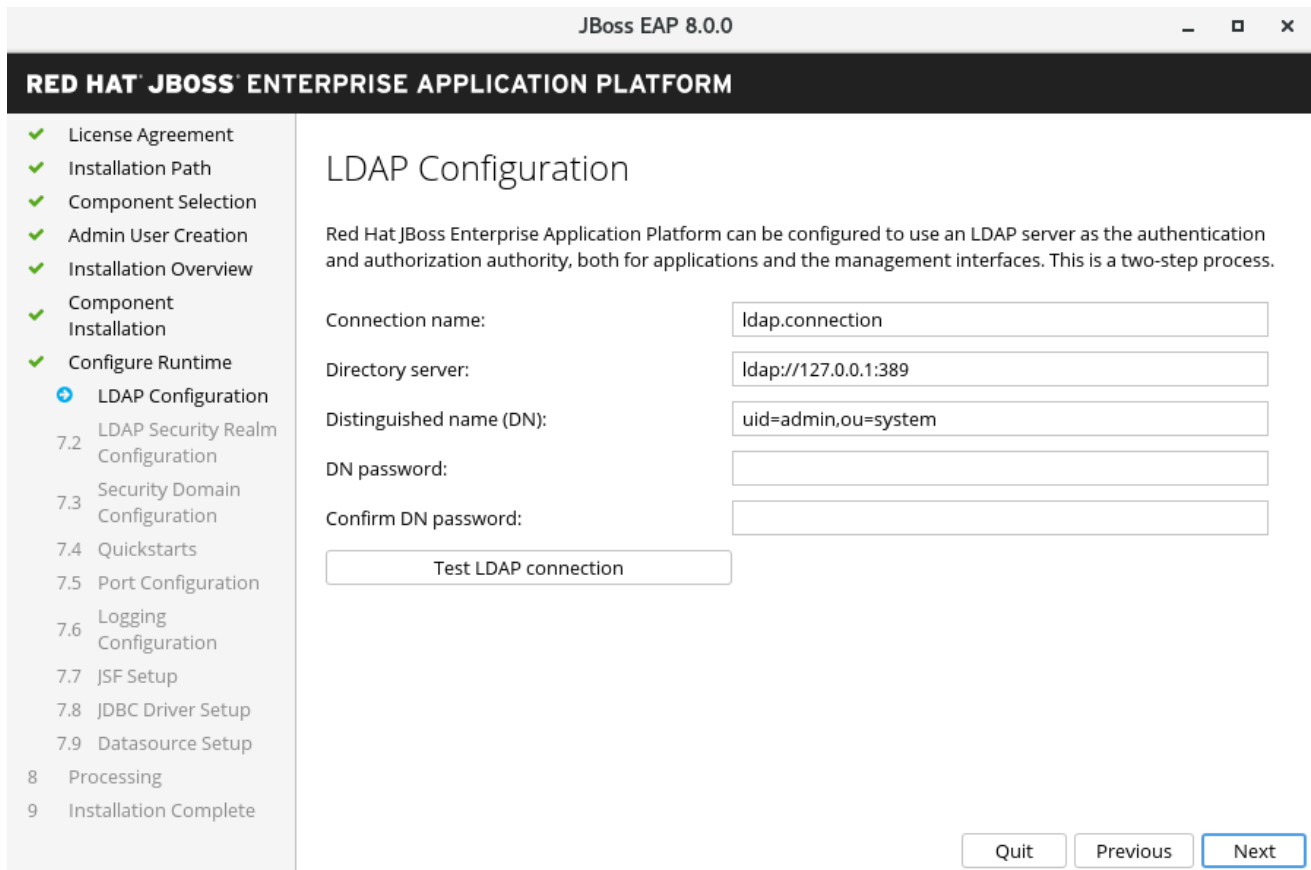 JBoss EAP 8.0.0
RED HAT® JBOSS® ENTERPRISE APPLICATION PLATFORM
License Agreement
Installation Path
Component Selection
Admin User Creation
Installation Overview
Component
Installation
Configure Runtime
LDAP Configuration
7.2 LDAP Security Realm
Configuration
7.3 Security Domain
Configuration
7.4 Quickstarts
7.5 Port Configuration
7.6 Logging
Configuration
7.7 JSF Setup
7.8 JDBC Driver Setup
7.9 Datasource Setup
8 Processing
9 Installation Complete
LDAP Configuration
Red Hat JBoss Enterprise Application Platform can be configured to use an LDAP server as the authentication
and authorization authority, both for applications and the management interfaces. This is a two-step process.
Connection name: ldap.connection
Directory server: ldap://127.0.0.1:389
Distinguished name (DN): uid=admin,ou=system
DN password:
Confirm DN password:
Test LDAP connection
Quit Previous Next